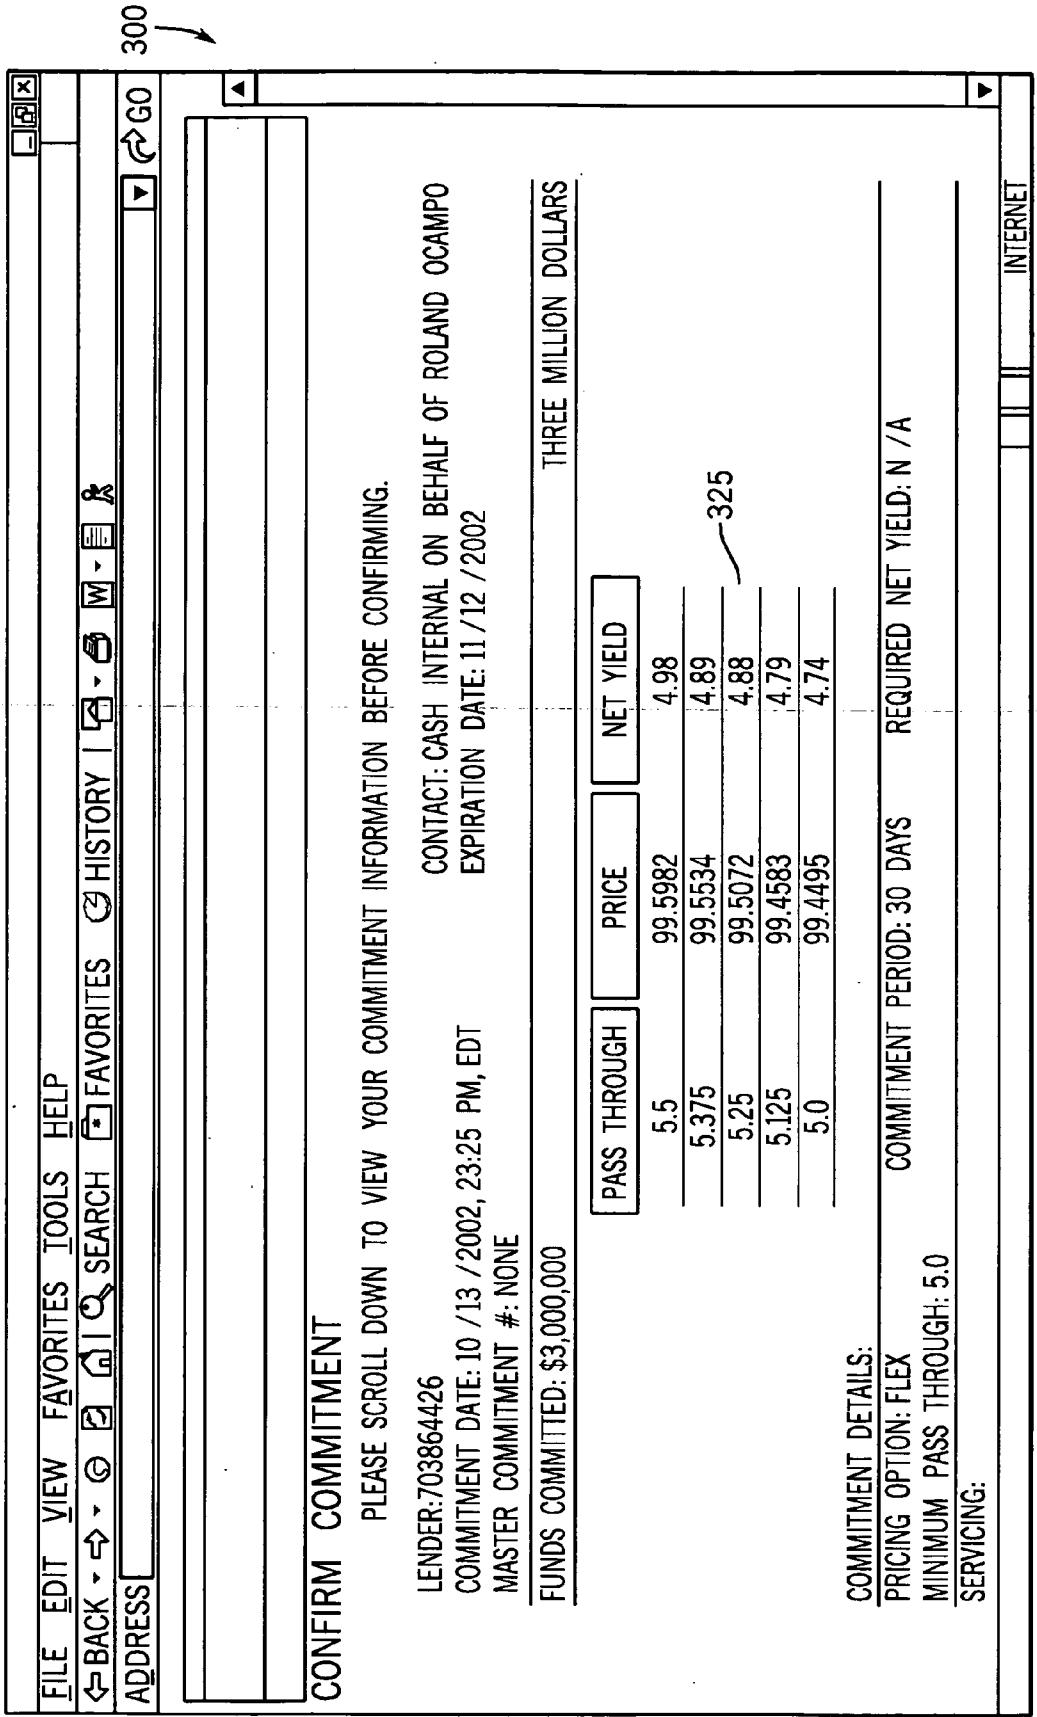 300
FILE EDIT VIEW FAVORITES TOOLS HELP
BACK SEARCH FAVORITES HISTORY W
ADDRESS GO
CONFIRM COMMITMENT
PLEASE SCROLL DOWN TO VIEW YOUR COMMITMENT INFORMATION BEFORE CONFIRMING.
LENDER:703864426 CONTACT: CASH INTERNAL ON BEHALF OF ROLAND OCAMPO
COMMITMENT DATE: 10 /13 /2002, 23:25 PM, EDT EXPIRATION DATE: 11 /12 /2002
MASTER COMMITMENT #: NONE
FUNDS COMMITTED: $3,000,000 THREE MILLION DOLLARS
PASS THROUGH PRICE NET YIELD
5.5 99.5982 4.98
5.375 99.5534 4.89
5.25 99.5072 4.88 325
5.125 99.4583 4.79
5.0 99.4495 4.74
COMMITMENT DETAILS:
PRICING OPTION: FLEX COMMITMENT PERIOD: 30 DAYS REQUIRED NET YIELD: N /A
MINIMUM PASS THROUGH: 5.0
SERVICING:
INTERNET